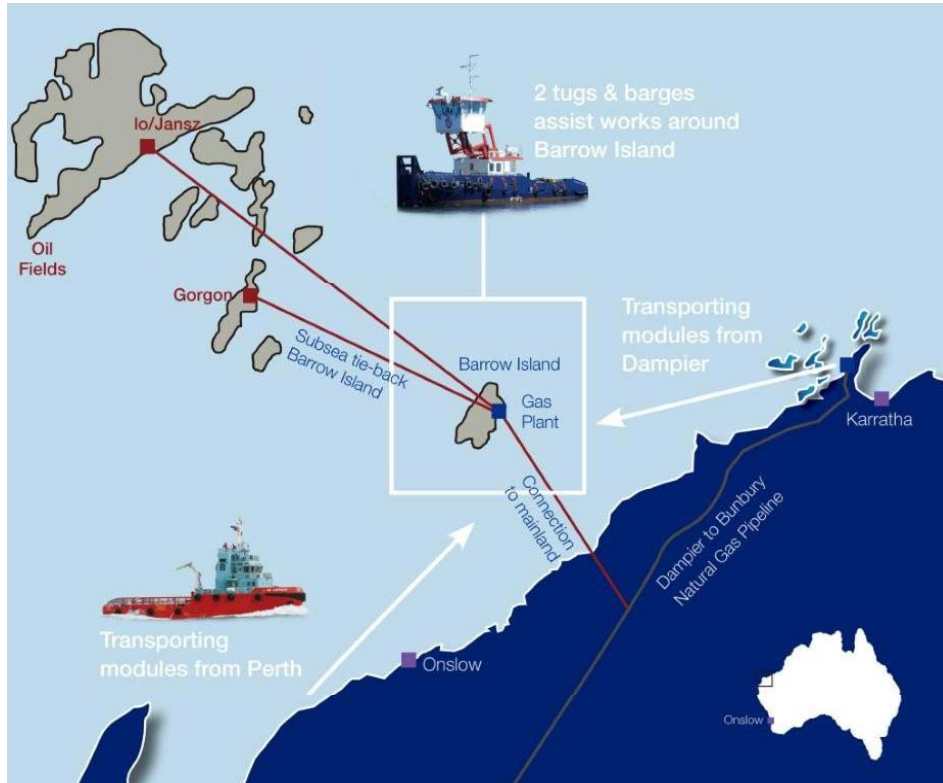 Io/Jansz
2 tugs & barges
assist works around
Barrow Island
Oil
Fields
Gorgon
Subsea tie-back
Barrow Island
Transporting
modules from
Dampier
Barrow Island
Gas
Plant
Karratha
Connection
to mainland
Dampier to Bunbury
Natural Gas Pipeline
Transporting
modules from Perth
Onslow
Onslow